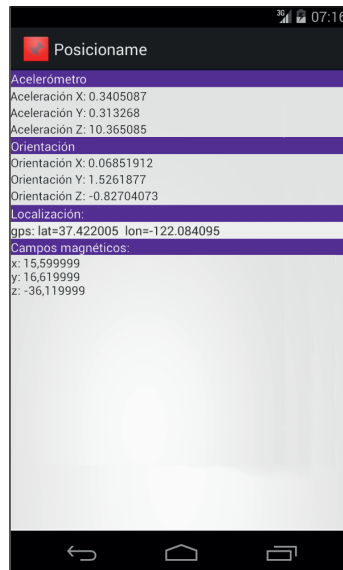 3G 07:16
Posicioname
Acelerómetro
Aceleración X: 0.3405087
Aceleración Y: 0.313268
Aceleración Z: 10.365085
Orientación
Orientación X: 0.06851912
Orientación Y: 1.5261877
Orientación Z: -0.82704073
Localización:
gps: lat=37.422005 lon=-122.084095
Campos magnéticos:
x: 15,599999
y: 16,619999
z: -36,119999